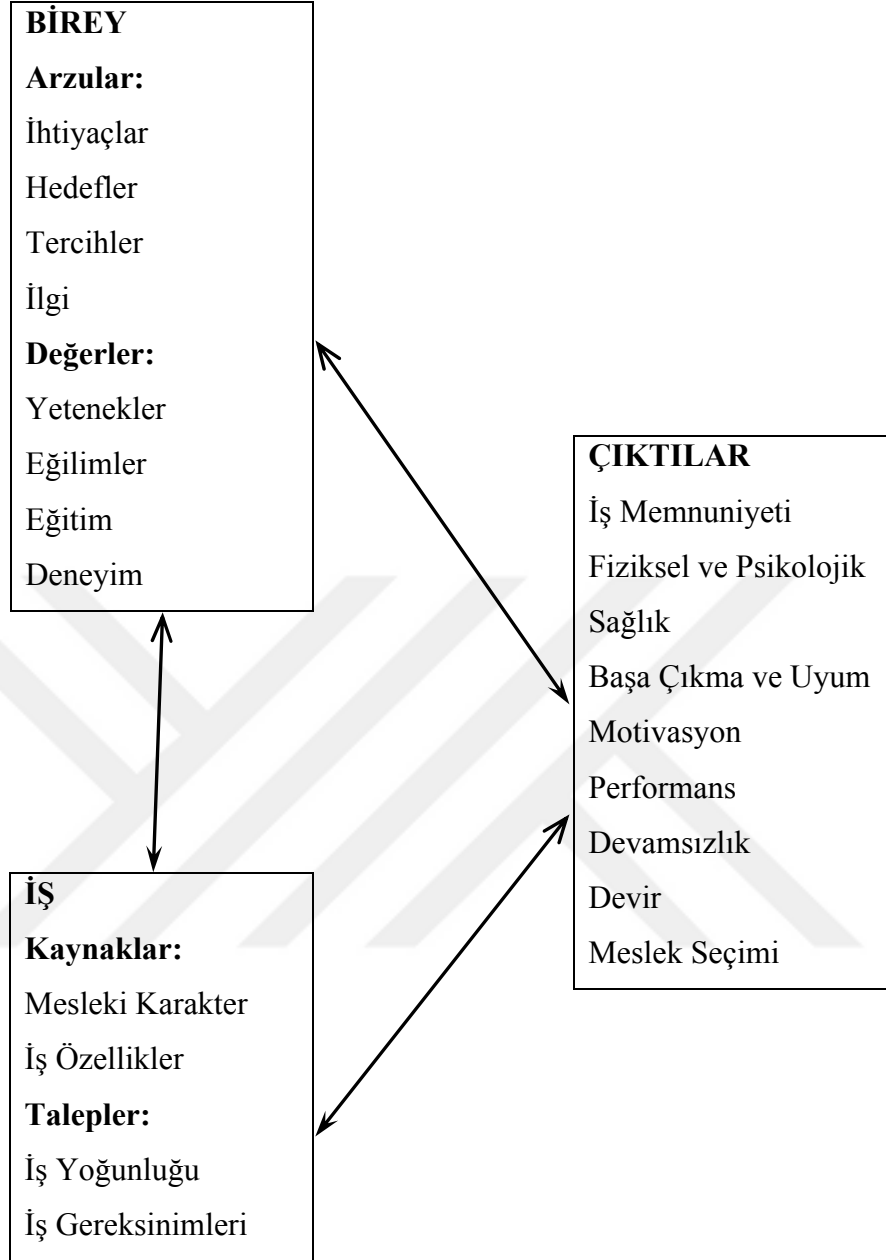 BİREY
Arzular:
İhtiyaçlar
Hedefler
Tercihler
İlgi
Değerler:
Yetenekler
Eğilimler
Eğitim
Deneyim
ÇIKTILAR
İş Memnuniyeti
Fiziksel ve Psikolojik
Sağlık
Başa Çıkma ve Uyum
Motivasyon
Performans
Devamsızlık
Devir
Meslek Seçimi
İŞ
Kaynaklar:
Mesleki Karakter
İş Özellikler
Talepler:
İş Yoğunluğu
İş Gereksinimleri